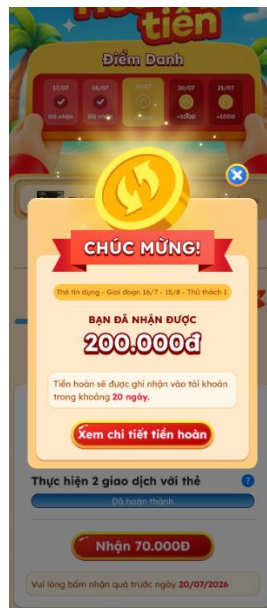 tiền
Điểm Danh
17/07 18/07 19/07 20/07 21/07
Đã nhận Đã nhận +1000 +1000
CHÚC MỪNG!
Thẻ tín dụng - Giai đoạn 16/7 - 15/8 - Thử thách 1
BẠN ĐÃ NHẬN ĐƯỢC
200.000đ
Tiền hoàn sẽ được ghi nhận vào tài khoản
trong khoảng 20 ngày.
Xem chi tiết tiền hoàn
Thực hiện 2 giao dịch với thẻ ?
Đã hoàn thành
Nhận 70.000Đ
Vui lòng bấm nhận quà trước ngày 20/07/2026